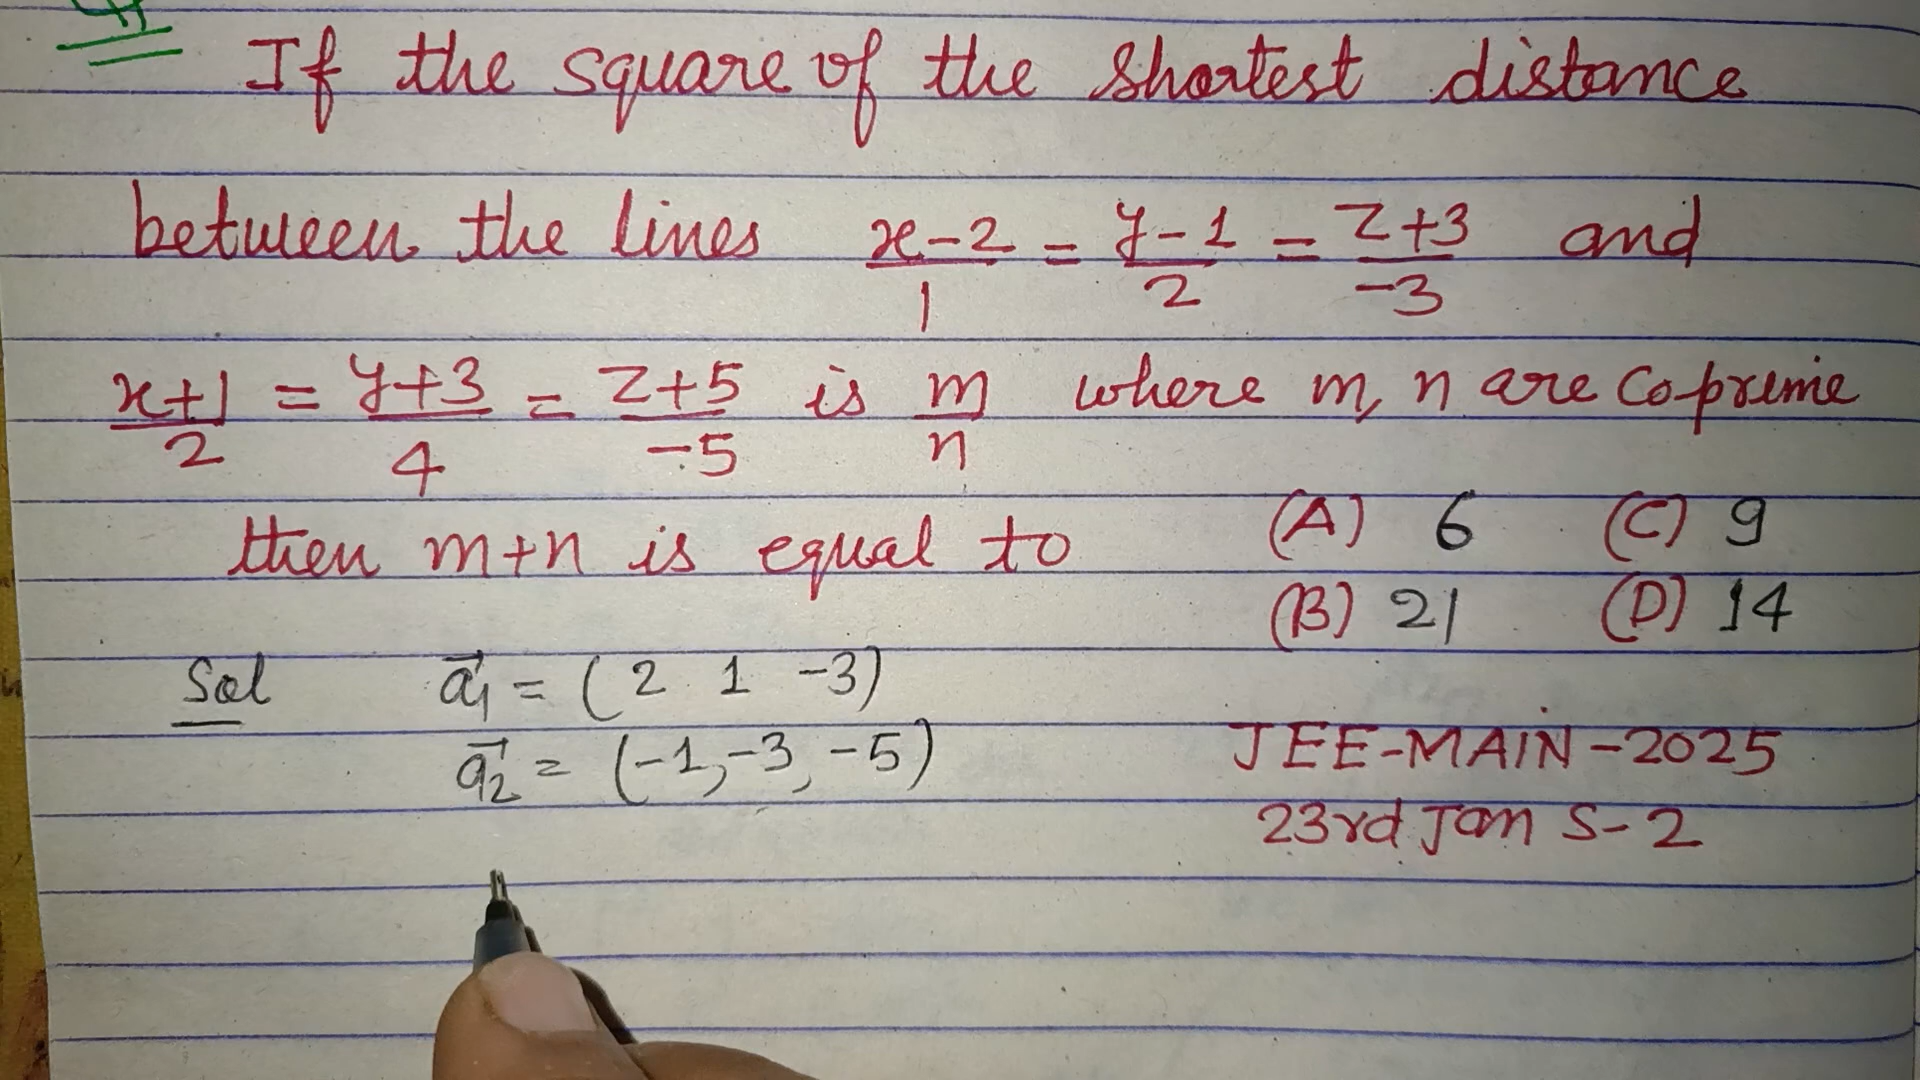 If the square of the Shortest distance
between the lines x-2/1 = y-1/2 = z+3/-3 and
x+1/2 = y+3/4 = z+5/-5 is m/n where m, n are Coprime
then m+n is equal to
(A) 6 (C) 9
(B) 21 (D) 14
Sol a⃗1 = (2 1 -3)
a⃗2 = (-1, -3, -5)
JEE-MAIN-2025
23rd Jan S-2